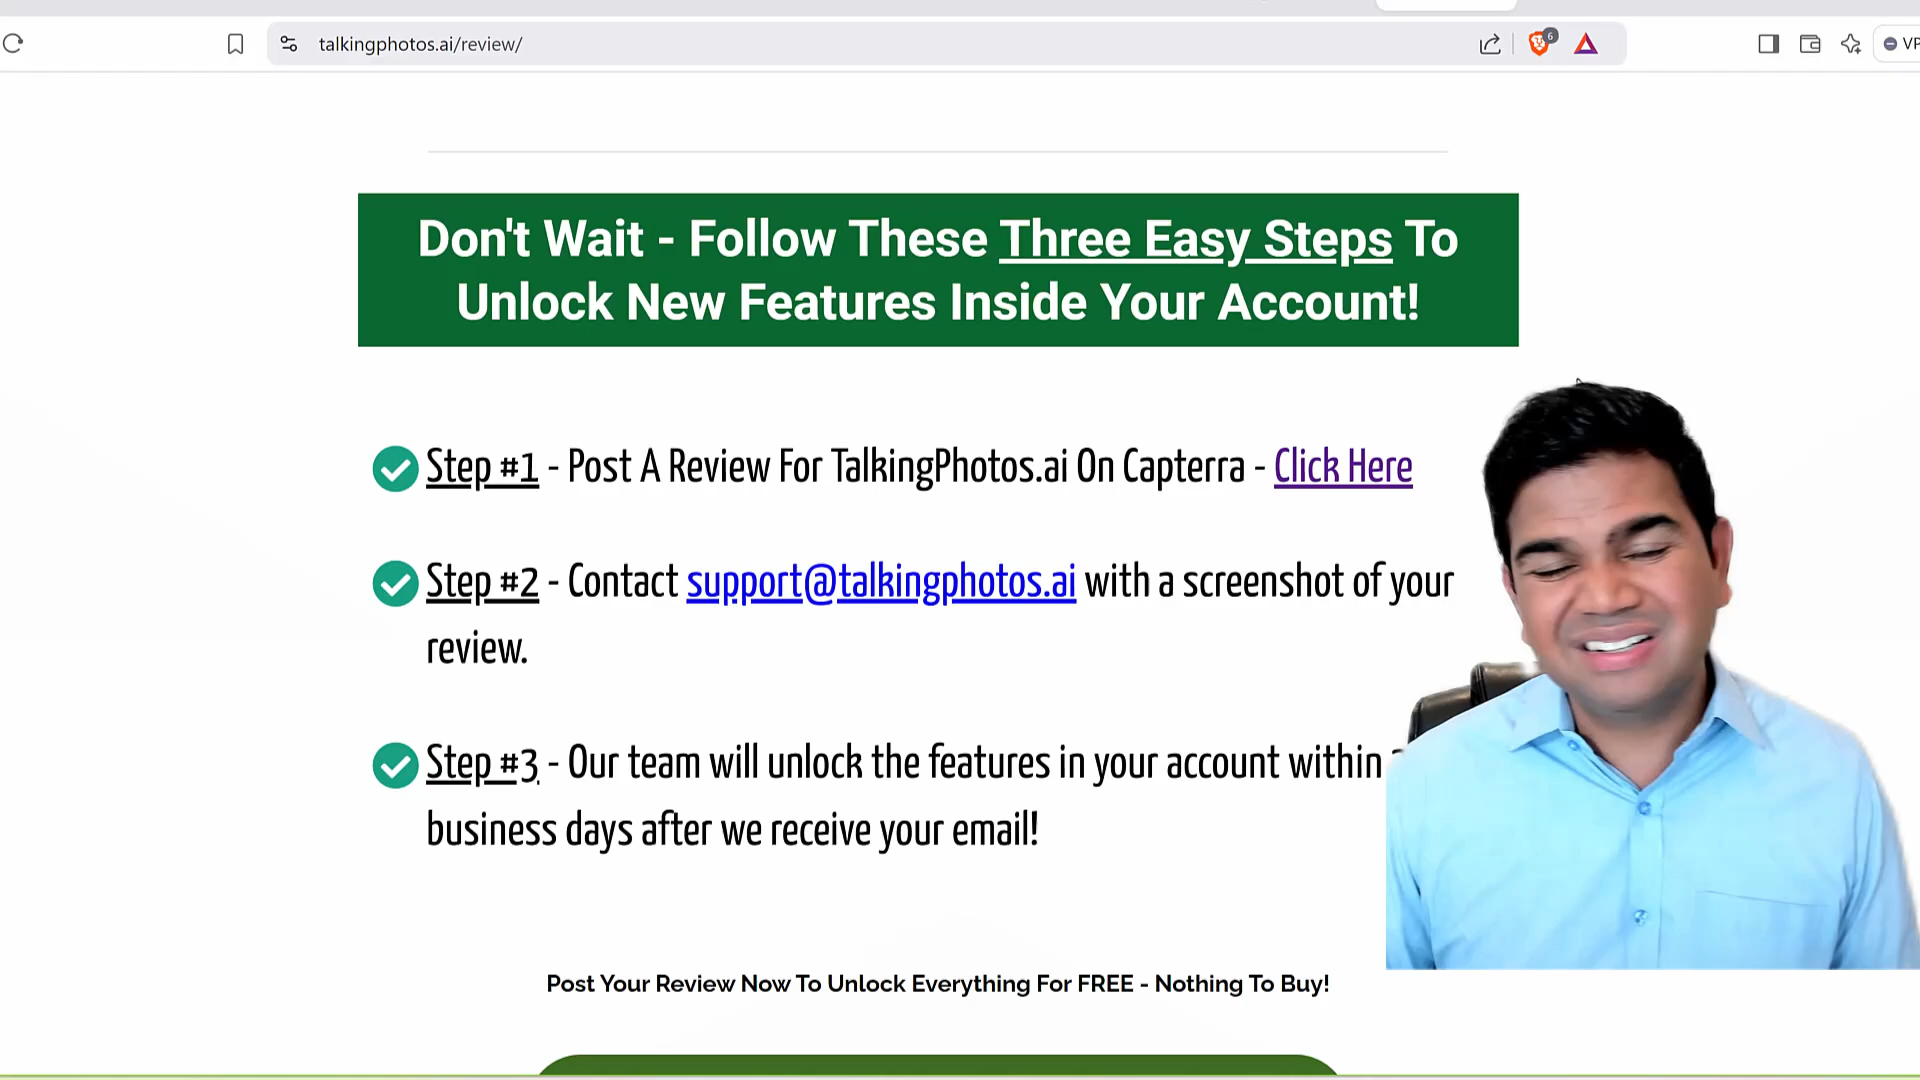 talkingphotos.ai/review/
6
VP
Don't Wait - Follow These Three Easy Steps To
Unlock New Features Inside Your Account!
Step #1 - Post A Review For TalkingPhotos.ai On Capterra - Click Here
Step #2 - Contact support@talkingphotos.ai with a screenshot of your
review.
Step #3 - Our team will unlock the features in your account within
business days after we receive your email!
Post Your Review Now To Unlock Everything For FREE - Nothing To Buy!